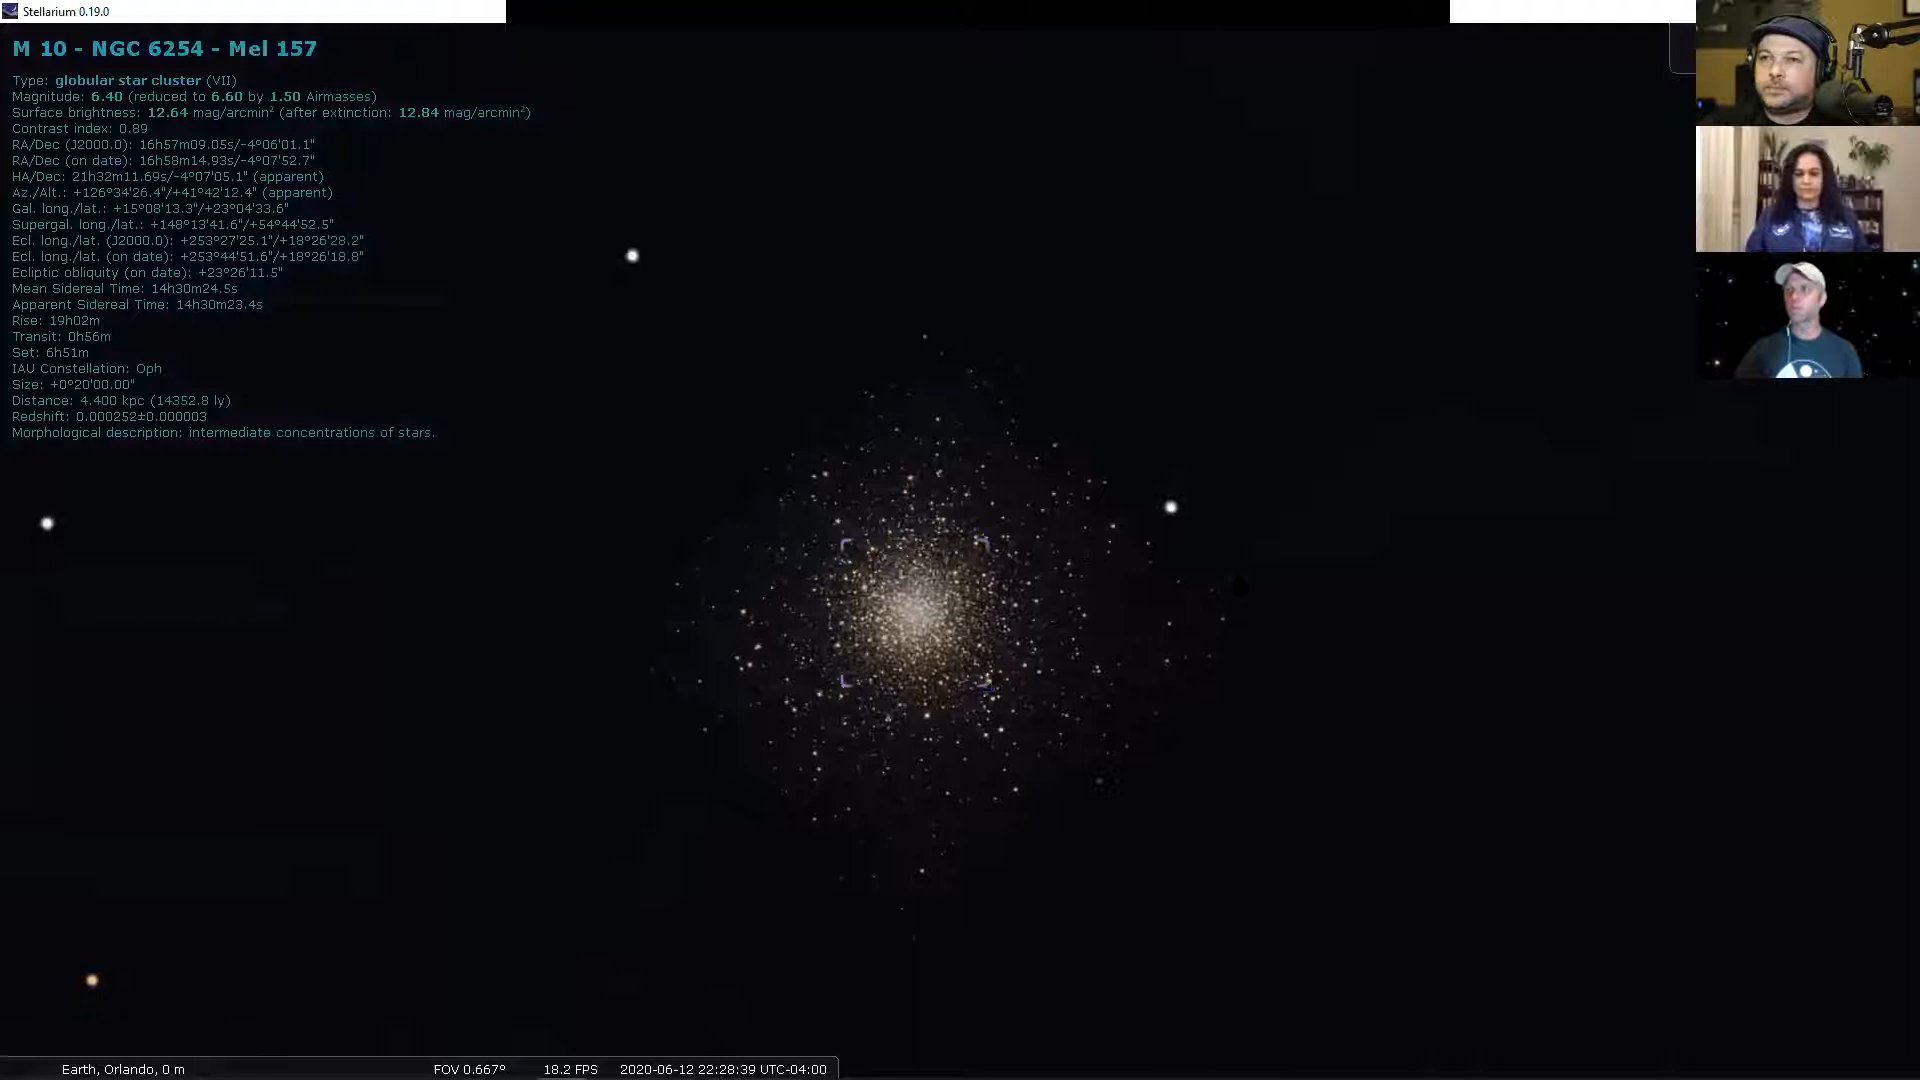 Stellarium 0.19.0
M 10 - NGC 6254 - Mel 157
Type: globular star cluster (VII)
Magnitude: 6.40 (reduced to 6.60 by 1.50 Airmasses)
Surface brightness: 12.64 mag/arcmin² (after extinction: 12.84 mag/arcmin²)
Contrast index: 0.89
RA/Dec (J2000.0): 16h57m09.05s/-4°06'01.1"
RA/Dec (on date): 16h58m14.93s/-4°07'52.7"
HA/Dec: 21h32m11.69s/-4°07'05.1" (apparent)
Az./Alt.: +126°34'26.4"/+41°42'12.4" (apparent)
Gal. long./lat.: +15°08'13.3"/+23°04'33.6"
Supergal. long./lat.: +148°13'41.6"/+54°44'52.5"
Ecl. long./lat. (J2000.0): +253°27'25.1"/+18°26'28.2"
Ecl. long./lat. (on date): +253°44'51.6"/+18°26'18.8"
Ecliptic obliquity (on date): +23°26'11.5"
Mean Sidereal Time: 14h30m24.5s
Apparent Sidereal Time: 14h30m23.4s
Rise: 19h02m
Transit: 0h56m
Set: 6h51m
IAU Constellation: Oph
Size: +0°20'00.00"
Distance: 4.400 kpc (14352.8 ly)
Redshift: 0.000252±0.000003
Morphological description: intermediate concentrations of stars.
Earth, Orlando, 0 m FOV 0.667° 18.2 FPS 2020-06-12 22:28:39 UTC-04:00